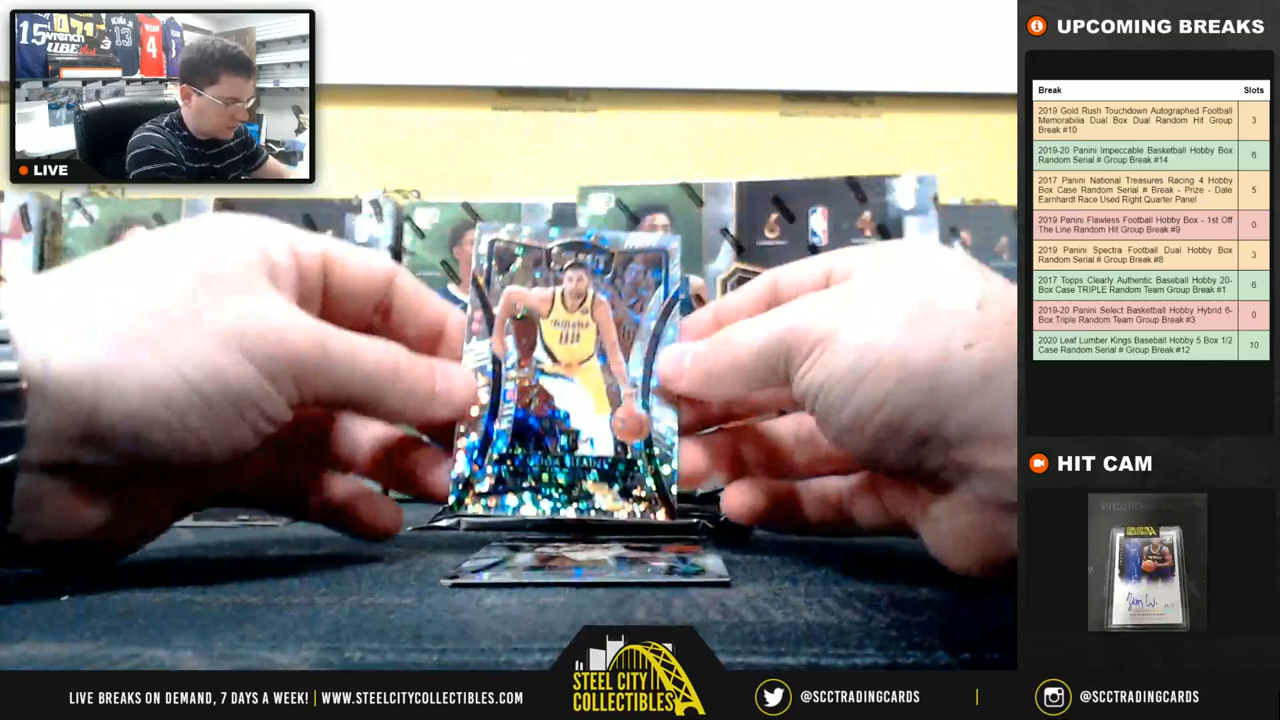 15
071
13
4
wrench
UBE plus
LIVE
UPCOMING BREAKS
Break Slots
2019 Gold Rush Touchdown Autographed Football
Memorabilia Dual Box Dual Random Hit Group
Break #10
3
2019-20 Panini Impeccable Basketball Hobby Box
Random Serial # Group Break #14
6
2017 Panini National Treasures Racing 4 Hobby
Box Case Random Serial # Break - Prize - Dale
Earnhardt Race Used Right Quarter Panel
5
2019 Panini Flawless Football Hobby Box - 1st Off
The Line Random Hit Group Break #9
0
2019 Panini Spectra Football Dual Hobby Box
Random Serial # Group Break #8
3
2017 Topps Clearly Authentic Baseball Hobby 20-
Box Case TRIPLE Random Team Group Break #1
6
2019-20 Panini Select Basketball Hobby Hybrid 6-
Box Triple Random Team Group Break #3
0
2020 Leaf Lumber Kings Baseball Hobby 5 Box 1/2
Case Random Serial # Group Break #12
10
INDIANA
HIT CAM
LIVE BREAKS ON DEMAND, 7 DAYS A WEEK! | WWW.STEELCITYCOLLECTIBLES.COM
STEEL CITY
COLLECTIBLES
@SCCTRADINGCARDS
@SCCTRADINGCARDS